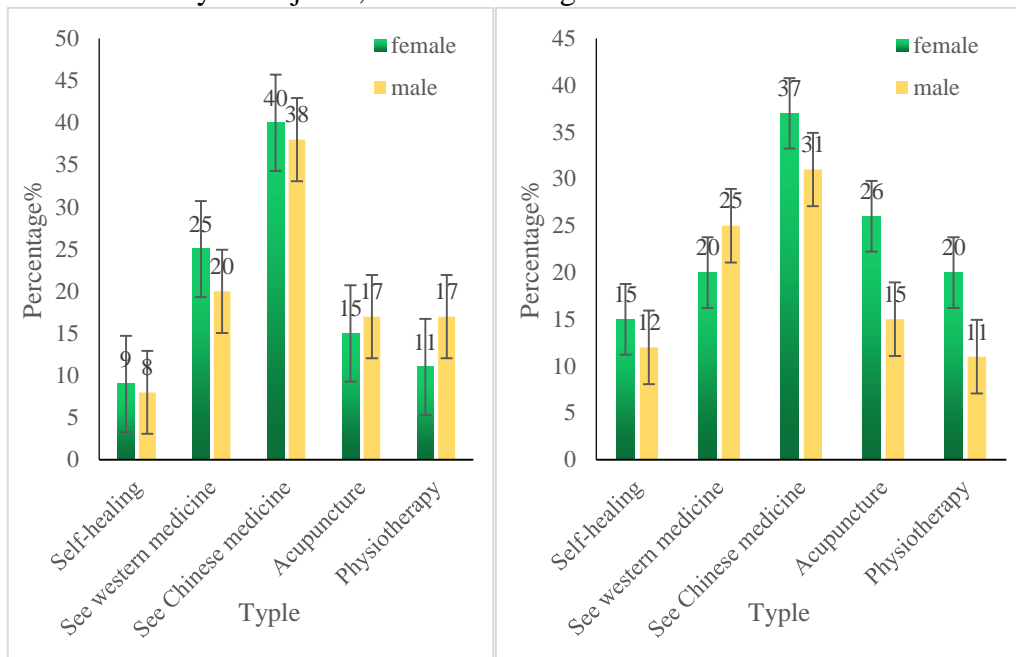 50
45
40
35
30
25
20
15
10
5
0
Percentage%
female
male
9
8
25
20
40
38
15
17
11
17
Self-healing
See western medicine
See Chinese medicine
Acupuncture
Physiotherapy
Typle
45
40
35
30
25
20
15
10
5
0
Percentage%
female
male
15
12
20
25
37
31
26
15
20
11
Self-healing
See western medicine
See Chinese medicine
Acupuncture
Physiotherapy
Typle